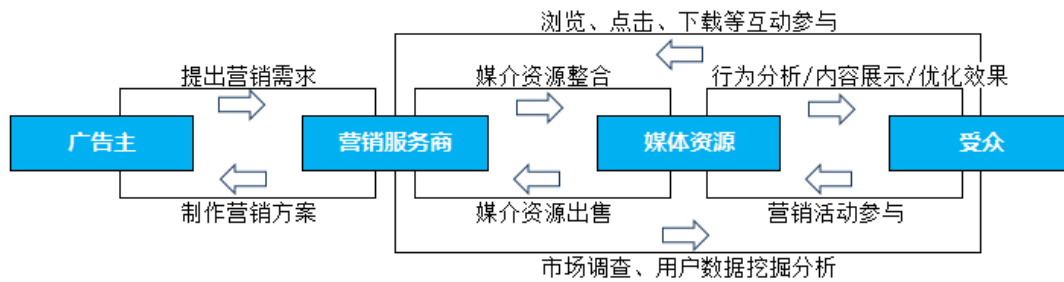 浏览、点击、下载等互动参与
提出营销需求
媒介资源整合
行为分析/内容展示/优化效果
广告主
营销服务商
媒体资源
受众
制作营销方案
媒介资源出售
营销活动参与
市场调查、用户数据挖掘分析